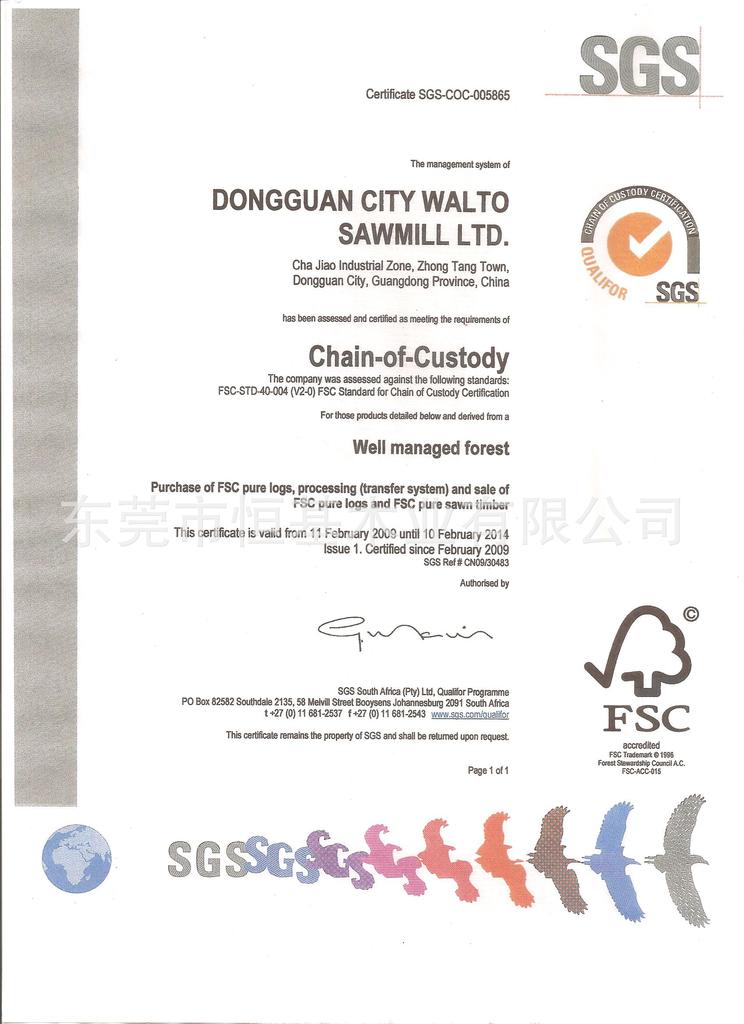 SGS
Certificate SGS-COC-005865
The management system of
DONGGUAN CITY WALTO
SAWMILL LTD.
Cha Jiao Industrial Zone, Zhong Tang Town,
Dongguan City, Guangdong Province, China
CHAIN OF CUSTODY CERTIFICATION
QUALIFOR
SGS
has been assessed and certified as meeting the requirements of
Chain-of-Custody
The company was assessed against the following standards:
FSC-STD-40-004 (V2-0) FSC Standard for Chain of Custody Certification
For those products detailed below and derived from a
Well managed forest
Purchase of FSC pure logs, processing (transfer system) and sale of
FSC pure logs and FSC pure sawn timber
东莞市恒基木业有限公司
This certificate is valid from 11 February 2009 until 10 February 2014
Issue 1. Certified since February 2009
SGS Ref # CN09/30483
Authorised by
SGS South Africa (Pty) Ltd, Qualifor Programme
PO Box 82582 Southdale 2135, 58 Melvill Street Booysens Johannesburg 2091 South Africa
t +27 (0) 11 681-2537 f +27 (0) 11 681-2543 www.sgs.com/qualifor
This certificate remains the property of SGS and shall be returned upon request.
Page 1 of 1
©
FSC
accredited
FSC Trademark © 1996
Forest Stewardship Council A.C.
FSC-ACC-015
SGSSGSSGS